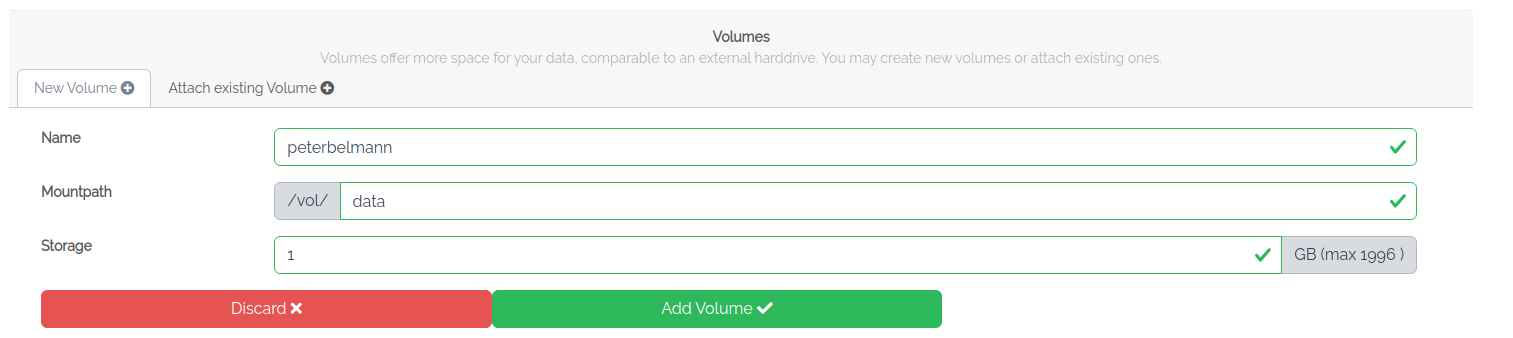 Volumes
Volumes offer more space for your data, comparable to an external harddrive. You may create new volumes or attach existing ones.
New Volume Attach existing Volume
Name peterbelmann
Mountpath /vol/ data
Storage 1 GB (max 1996 )
Discard Add Volume